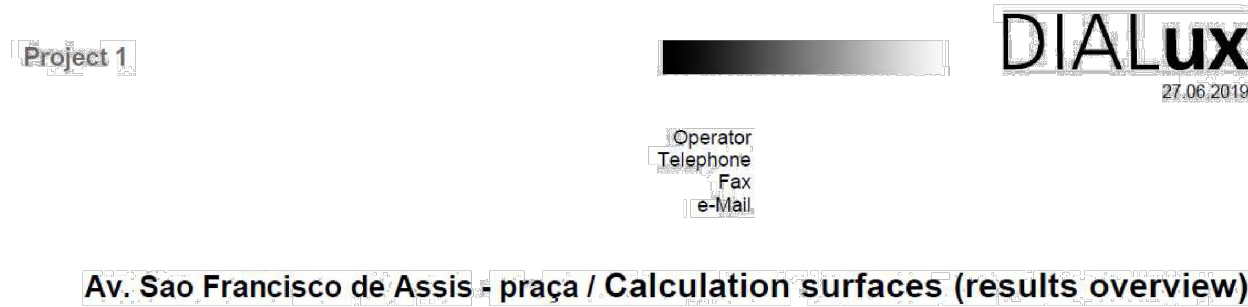 Project 1
DIALux
27.06.2019
Operator
Telephone
Fax
e-Mail
Av. Sao Francisco de Assis - praça / Calculation surfaces (results overview)